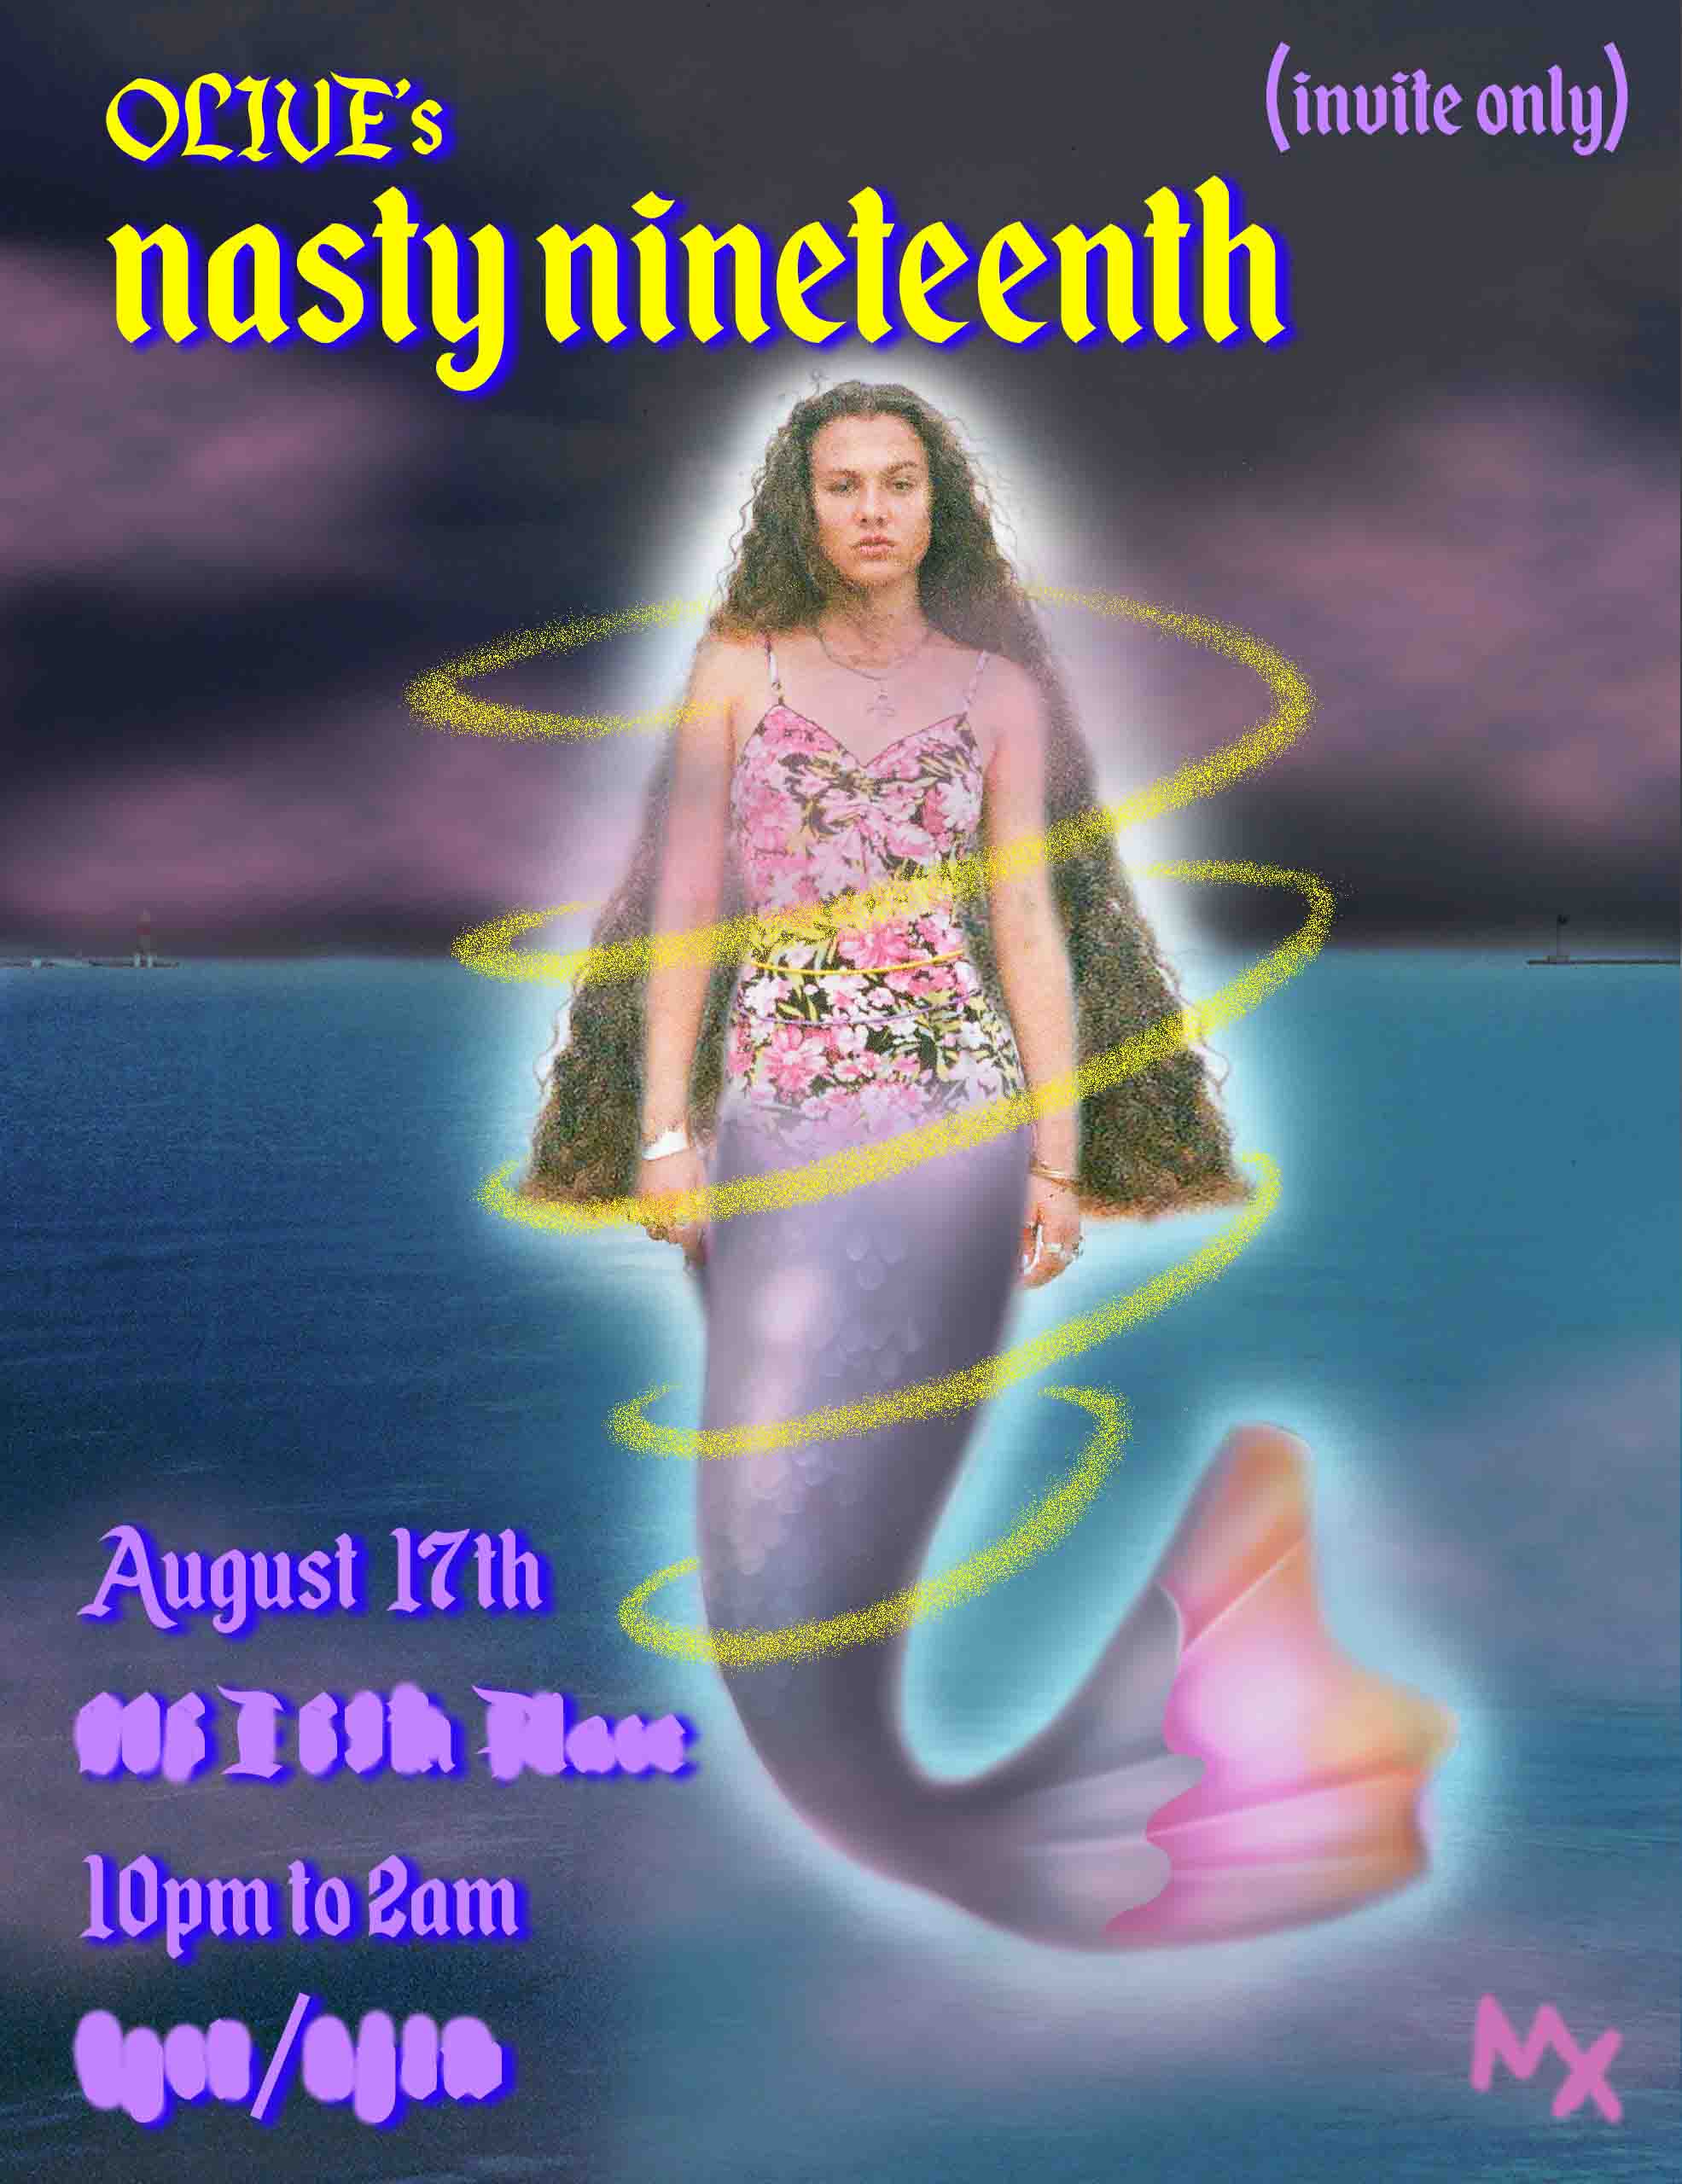 OLIVE's
(invite only)
nasty nineteenth
August 17th
10pm to 2am
MX